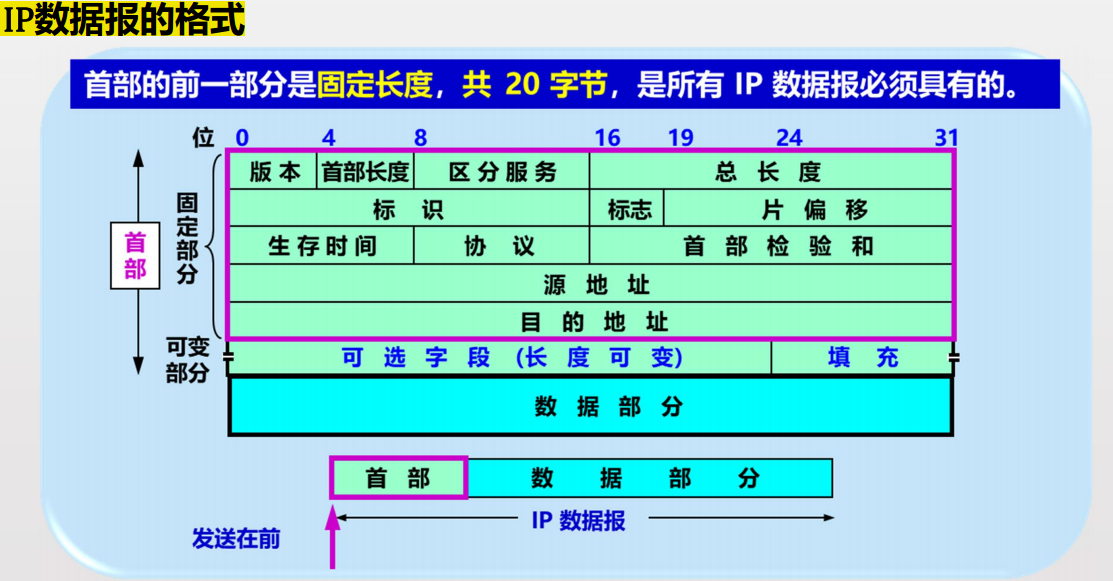 IP数据报的格式
首部的前一部分是固定长度，共 20 字节，是所有 IP 数据报必须具有的。
位 0 4 8 16 19 24 31
版本 首部长度 区分服务 总长度
标识 标志 片偏移
生存时间 协议 首部检验和
源地址
目的地址
可选字段（长度可变） 填充
数据部分
首部
固定部分
可变
部分
首部 数据部分
发送在前
IP 数据报